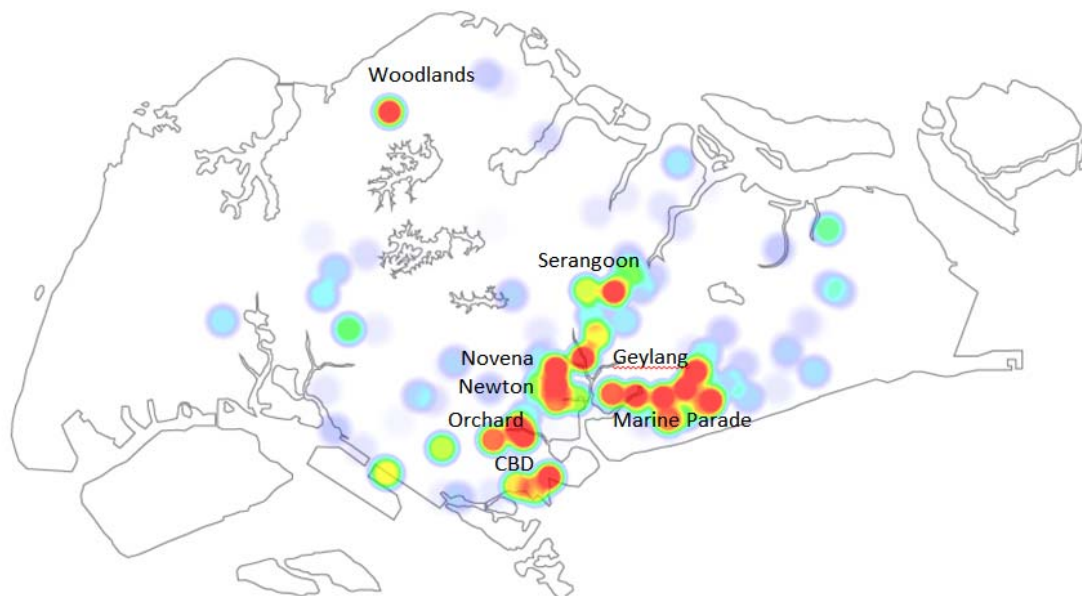 Woodlands
Serangoon
Novena
Geylang
Newton
Orchard
Marine Parade
CBD